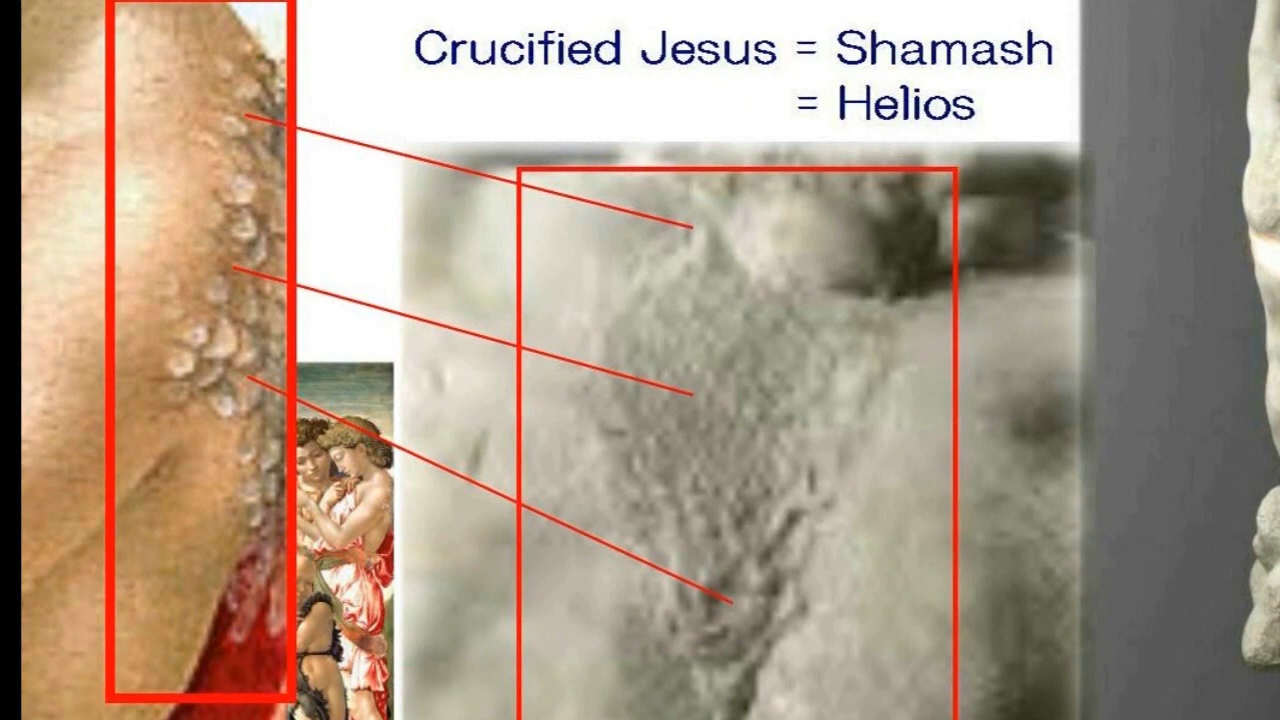 Crucified Jesus = Shamash
= Helios